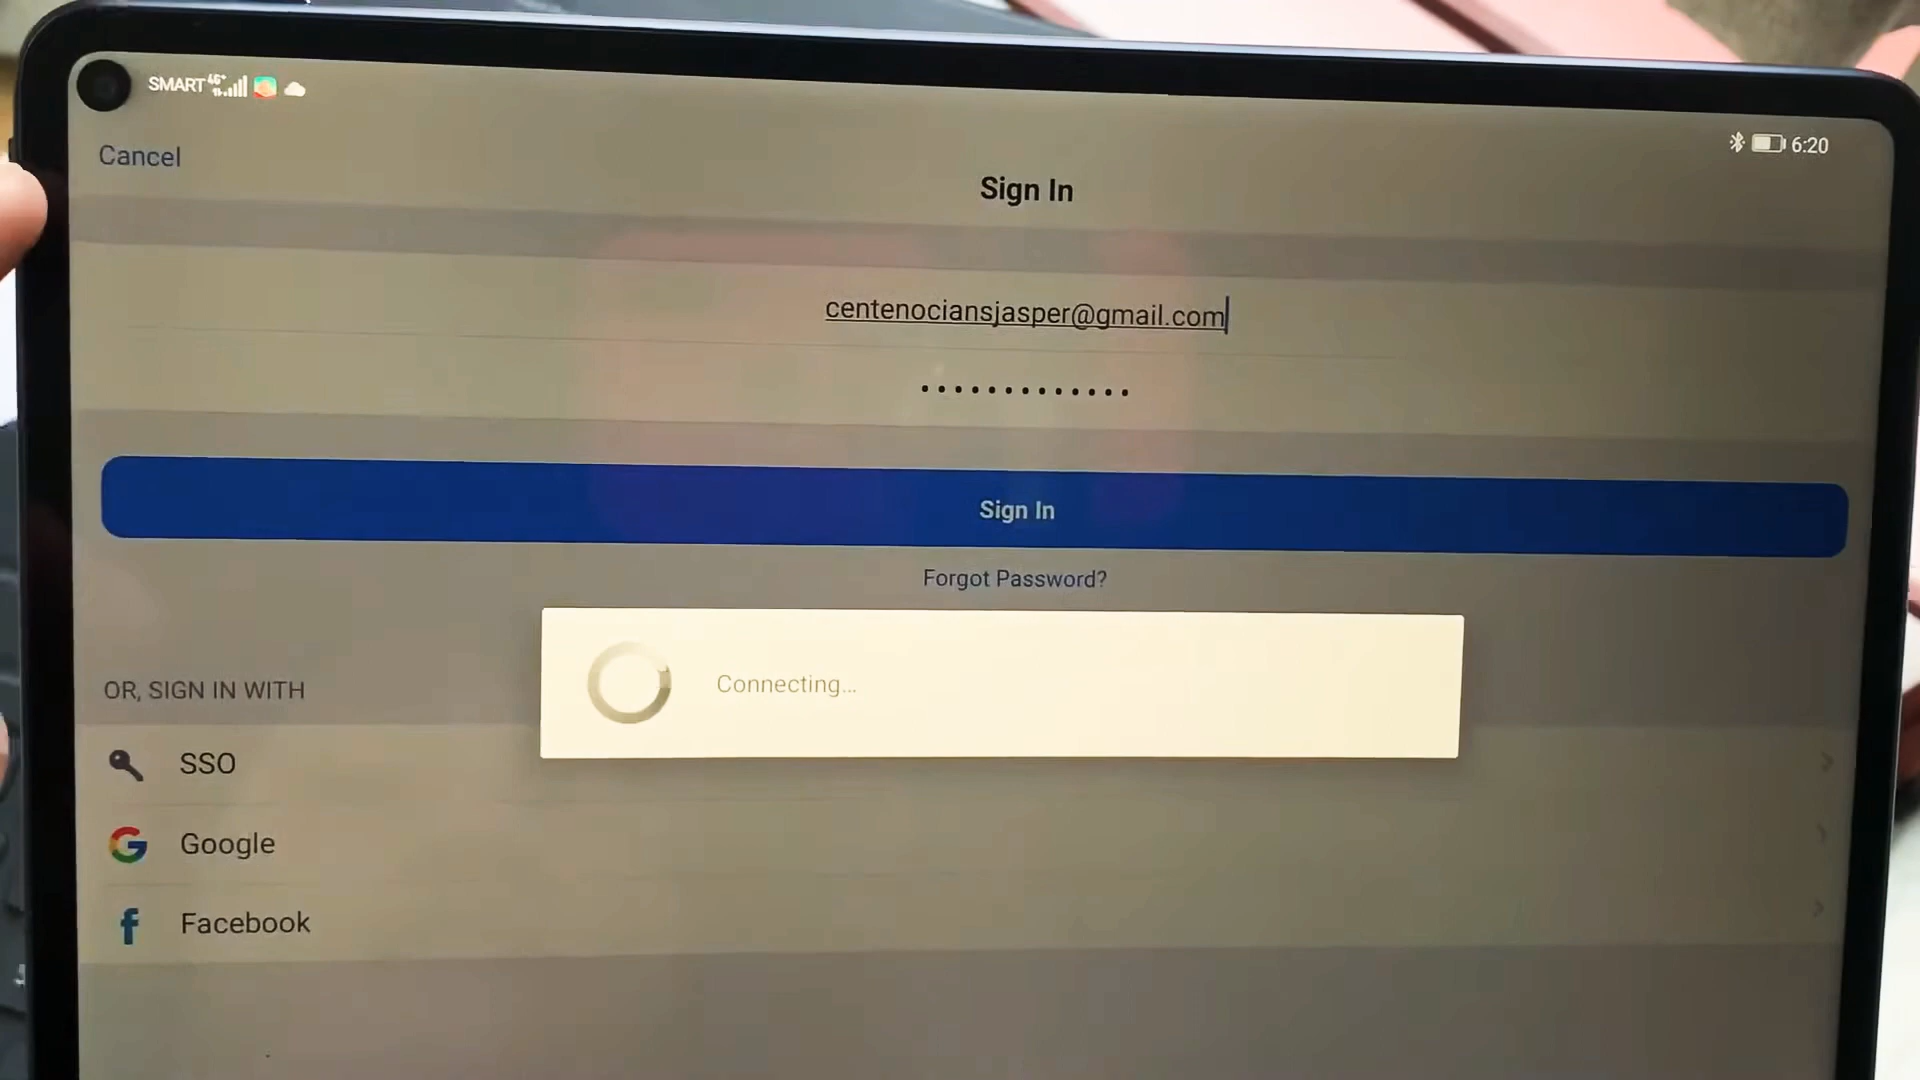 SMART 4G+
6:20
Cancel
Sign In
centenociansjasper@gmail.com
Sign In
Forgot Password?
Connecting...
OR, SIGN IN WITH
SSO
Google
Facebook